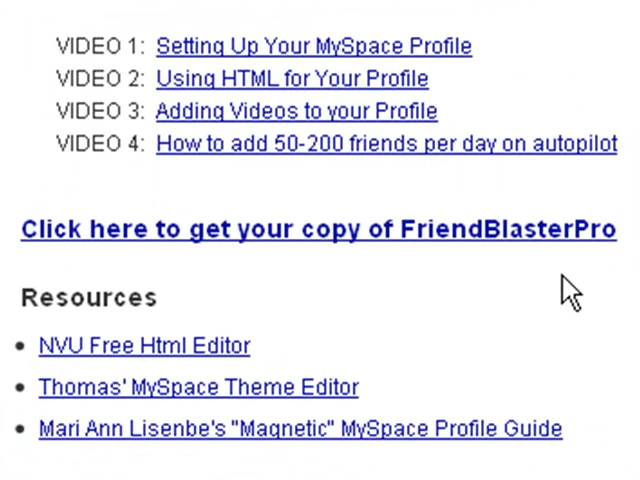 VIDEO 1: Setting Up Your MySpace Profile
VIDEO 2: Using HTML for Your Profile
VIDEO 3: Adding Videos to your Profile
VIDEO 4: How to add 50-200 friends per day on autopilot
Click here to get your copy of FriendBlasterPro
Resources
• NVU Free Html Editor
• Thomas' MySpace Theme Editor
• Mari Ann Lisenbe's "Magnetic" MySpace Profile Guide